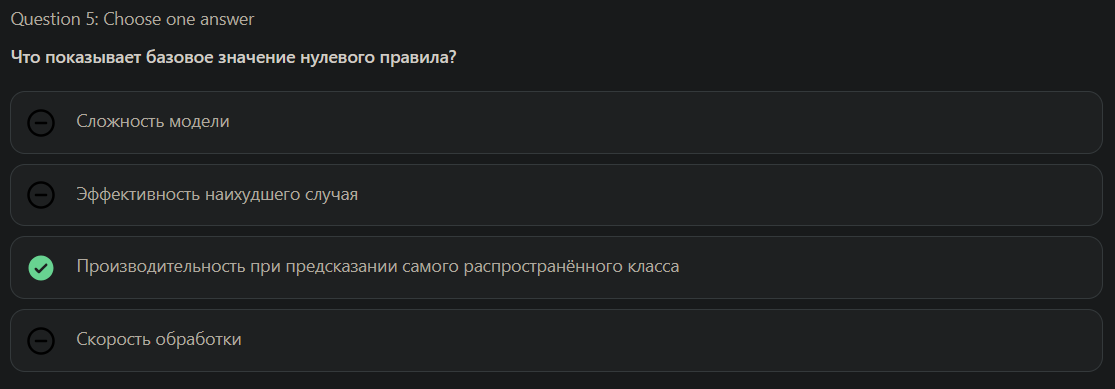 Question 5: Choose one answer
Что показывает базовое значение нулевого правила?
Сложность модели
Эффективность наихудшего случая
Производительность при предсказании самого распространённого класса
Скорость обработки